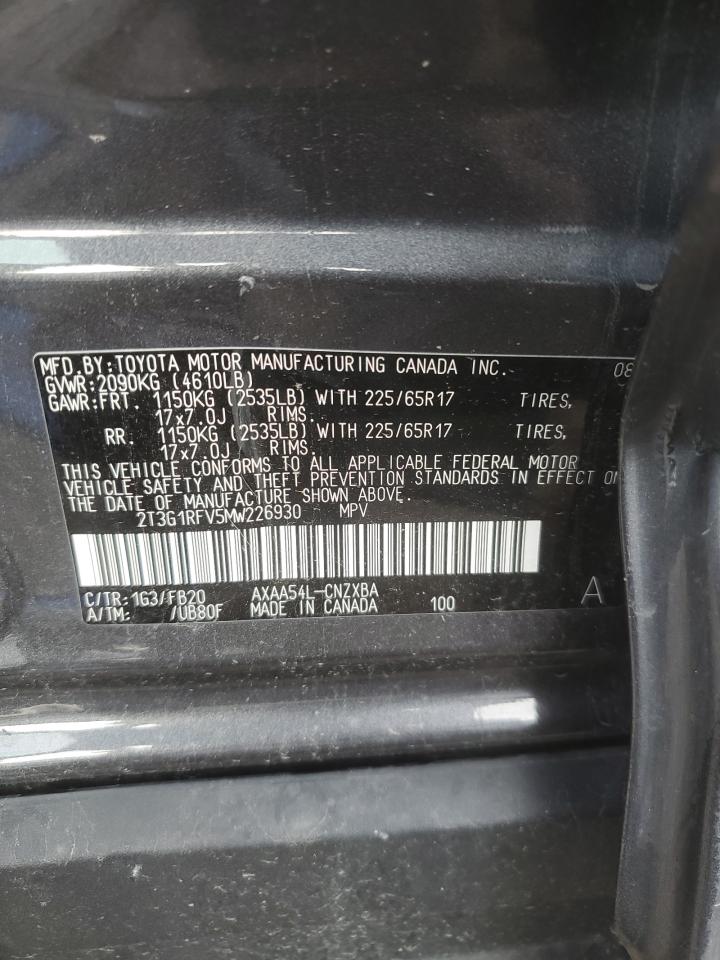 MFD.BY:TOYOTA MOTOR MANUFACTURING CANADA INC. 08
GVWR:2090KG (4610LB)
GAWR:FRT. 1150KG (2535LB) WITH 225/65R17 TIRES,
17x7.0J RIMS.
RR. 1150KG (2535LB) WITH 225/65R17 TIRES,
17x7.0J RIMS.
THIS VEHICLE CONFORMS TO ALL APPLICABLE FEDERAL MOTOR
VEHICLE SAFETY AND THEFT PREVENTION STANDARDS IN EFFECT ON
THE DATE OF MANUFACTURE SHOWN ABOVE.
2T3G1RFV5MW226930 MPV
C/TR:1G3/FB20 AXAA54L-CNZXBA
A/TM: /UB80F MADE IN CANADA 100 A